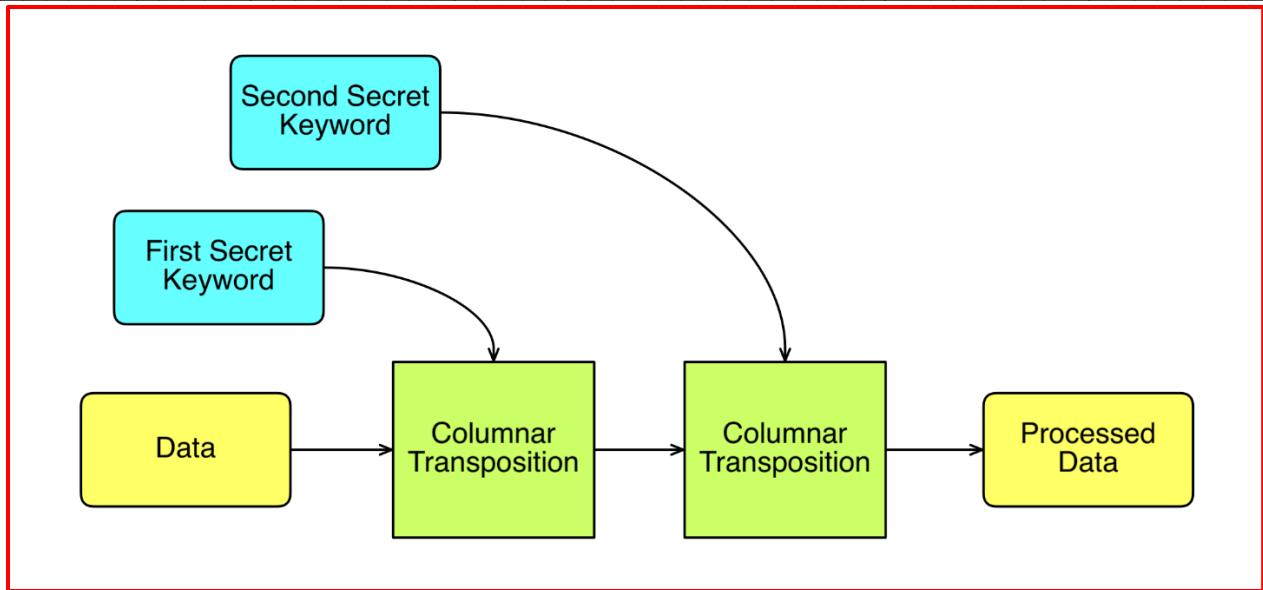 Second Secret
Keyword
First Secret
Keyword
Data
Columnar
Transposition
Columnar
Transposition
Processed
Data